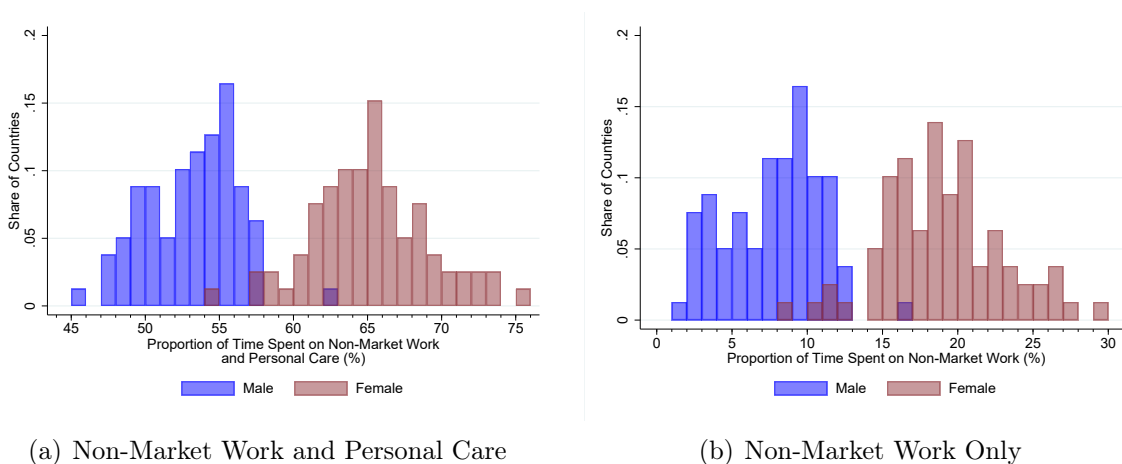 Share of Countries
0
.05
.1
.15
.2
45
50
55
60
65
70
75
Proportion of Time Spent on Non-Market Work
and Personal Care (%)
Male
Female
(a) Non-Market Work and Personal Care
Share of Countries
0
.05
.1
.15
.2
0
5
10
15
20
25
30
Proportion of Time Spent on Non-Market Work (%)
Male
Female
(b) Non-Market Work Only